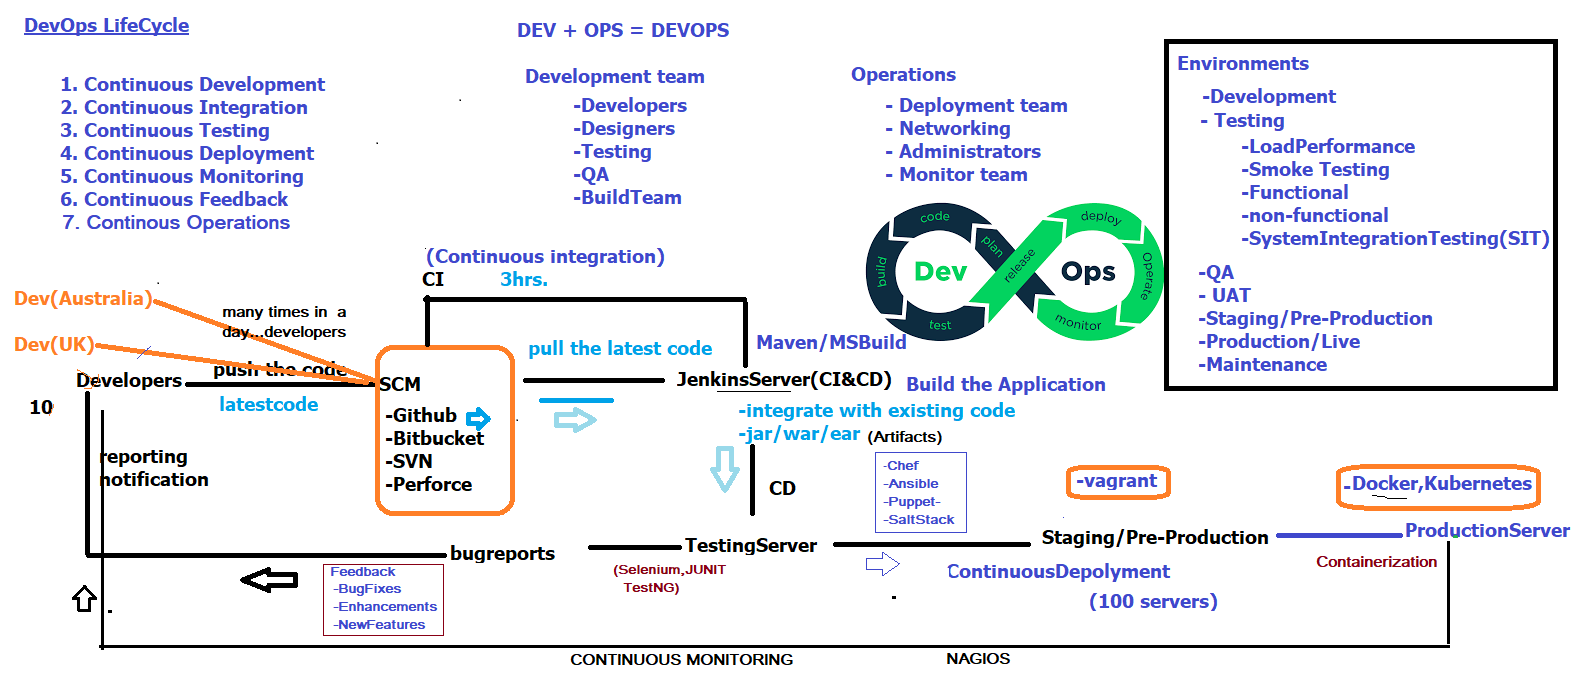 DevOps LifeCycle
1. Continuous Development
2. Continuous Integration
3. Continuous Testing
4. Continuous Deployment
5. Continuous Monitoring
6. Continuous Feedback
7. Continous Operations
DEV + OPS = DEVOPS
Development team
-Developers
-Designers
-Testing
-QA
-BuildTeam
Operations
- Deployment team
- Networking
- Administrators
- Monitor team
code
build
test
plan
release
deploy
Operate
monitor
Dev
Ops
Environments
-Development
- Testing
-LoadPerformance
-Smoke Testing
-Functional
-non-functional
-SystemIntegrationTesting(SIT)
-QA
- UAT
-Staging/Pre-Production
-Production/Live
-Maintenance
(Continuous integration)
CI
3hrs.
Dev(Australia)
many times in a
day...developers
Dev(UK)
push the code
Developers
latestcode
10
SCM
-Github
-Bitbucket
-SVN
-Perforce
pull the latest code
Maven/MSBuild
JenkinsServer(CI&CD)
Build the Application
-integrate with existing code
-jar/war/ear (Artifacts)
reporting
notification
CD
-Chef
-Ansible
-Puppet-
-SaltStack
-vagrant
-Docker,Kubernetes
bugreports
TestingServer
(Selenium,JUNIT
TestNG)
Staging/Pre-Production
ProductionServer
Containerization
ContinuousDepolyment
(100 servers)
Feedback
-BugFixes
-Enhancements
-NewFeatures
CONTINUOUS MONITORING
NAGIOS